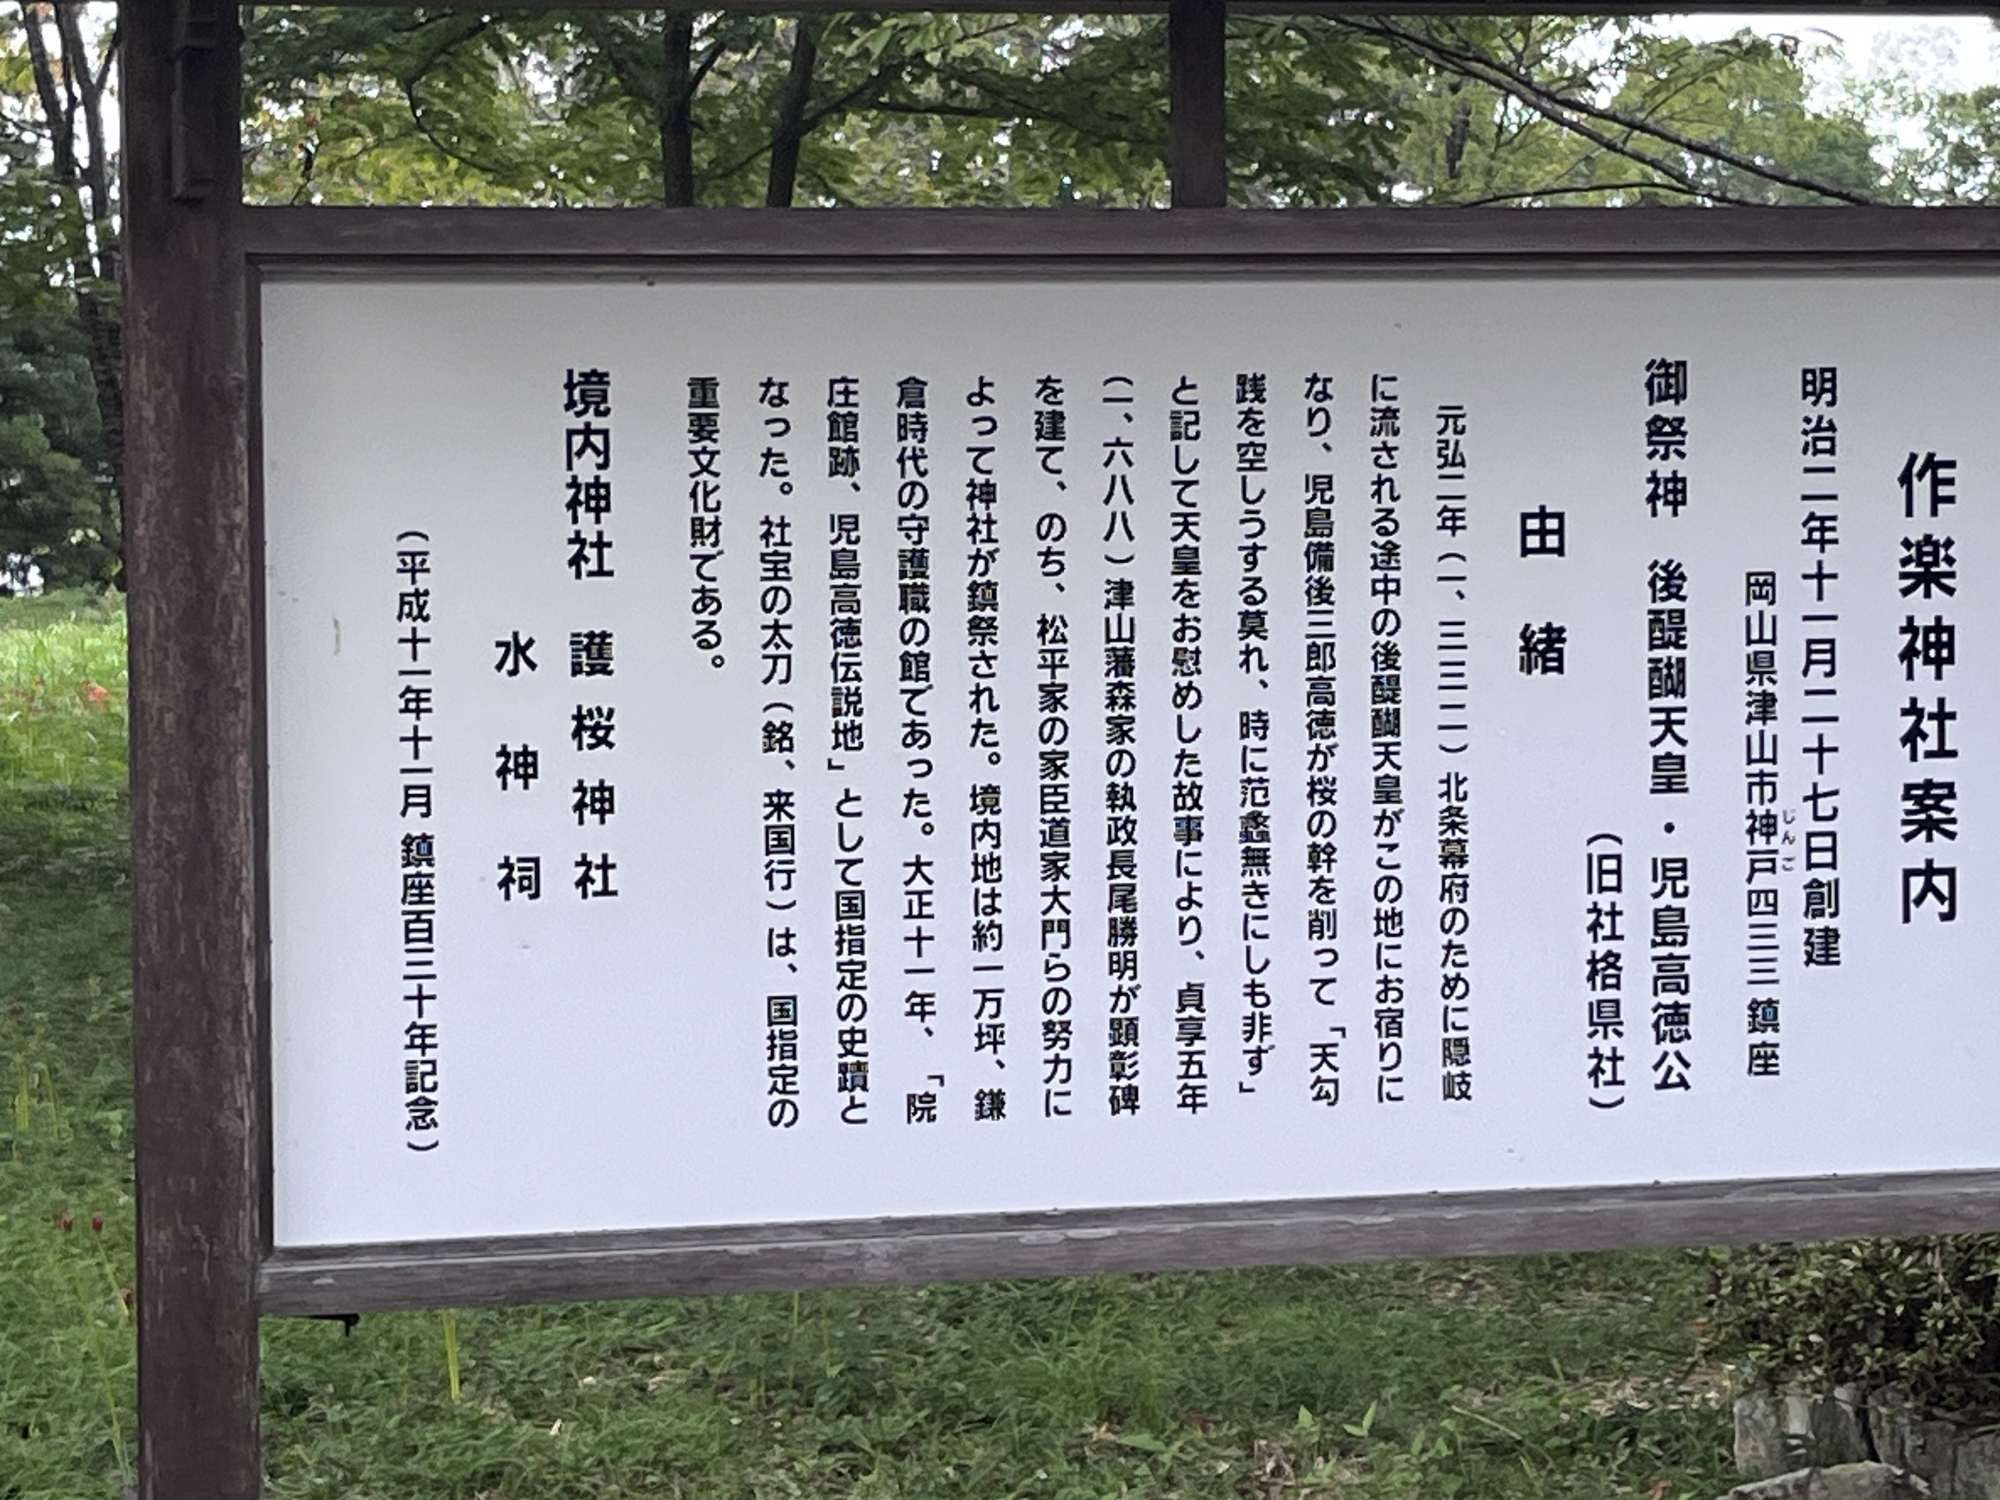 作楽神社案内
明治二年十一月二十七日創建
岡山県津山市神戸四三三 鎮座
じんご
御祭神 後醍醐天皇・児島高徳公
(旧社格県社)
由緒
元弘二年(一、三三二)北条幕府のために隠岐
に流される途中の後醍醐天皇がこの地にお宿りに
なり、児島備後三郎高徳が桜の幹を削って「天勾
践を空しうする莫れ、時に范蠡無きにしも非ず」
と記して天皇をお慰めした故事により、貞享五年
(一、六八八)津山藩森家の執政長尾勝明が顕彰碑
を建て、のち、松平家の家臣道家大門らの努力に
よって神社が鎮祭された。境内地は約一万坪、鎌
倉時代の守護職の館であった。大正十一年、「院
庄館跡、児島高徳伝説地」として国指定の史蹟と
なった。社宝の太刀(銘、来国行)は、国指定の
重要文化財である。
境内神社 護桜神社
水神祠
(平成十一年十一月 鎮座百三十年記念)